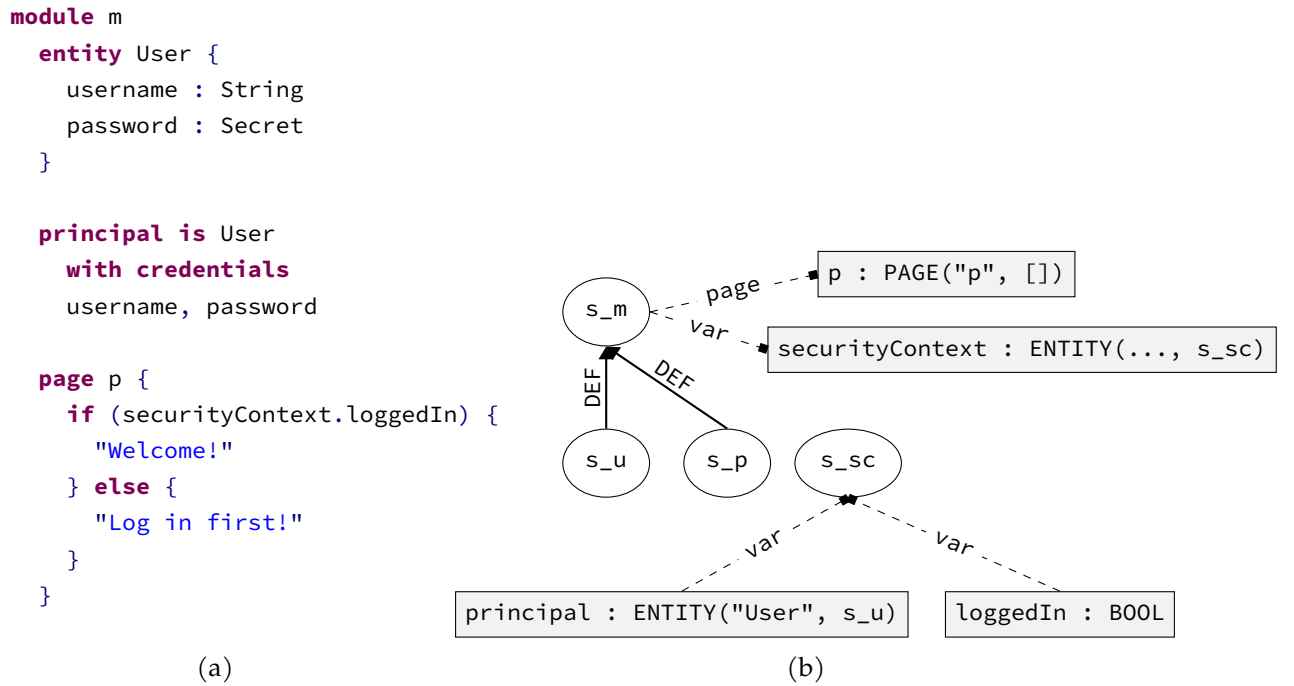 module m
entity User {
username : String
password : Secret
}
principal is User
with credentials
username, password
page p {
if (securityContext.loggedIn) {
"Welcome!"
} else {
"Log in first!"
}
}
(a)
s_m
page
p : PAGE("p", [])
var
securityContext : ENTITY(..., s_sc)
DEF
DEF
s_u
s_p
s_sc
var
var
principal : ENTITY("User", s_u)
loggedIn : BOOL
(b)